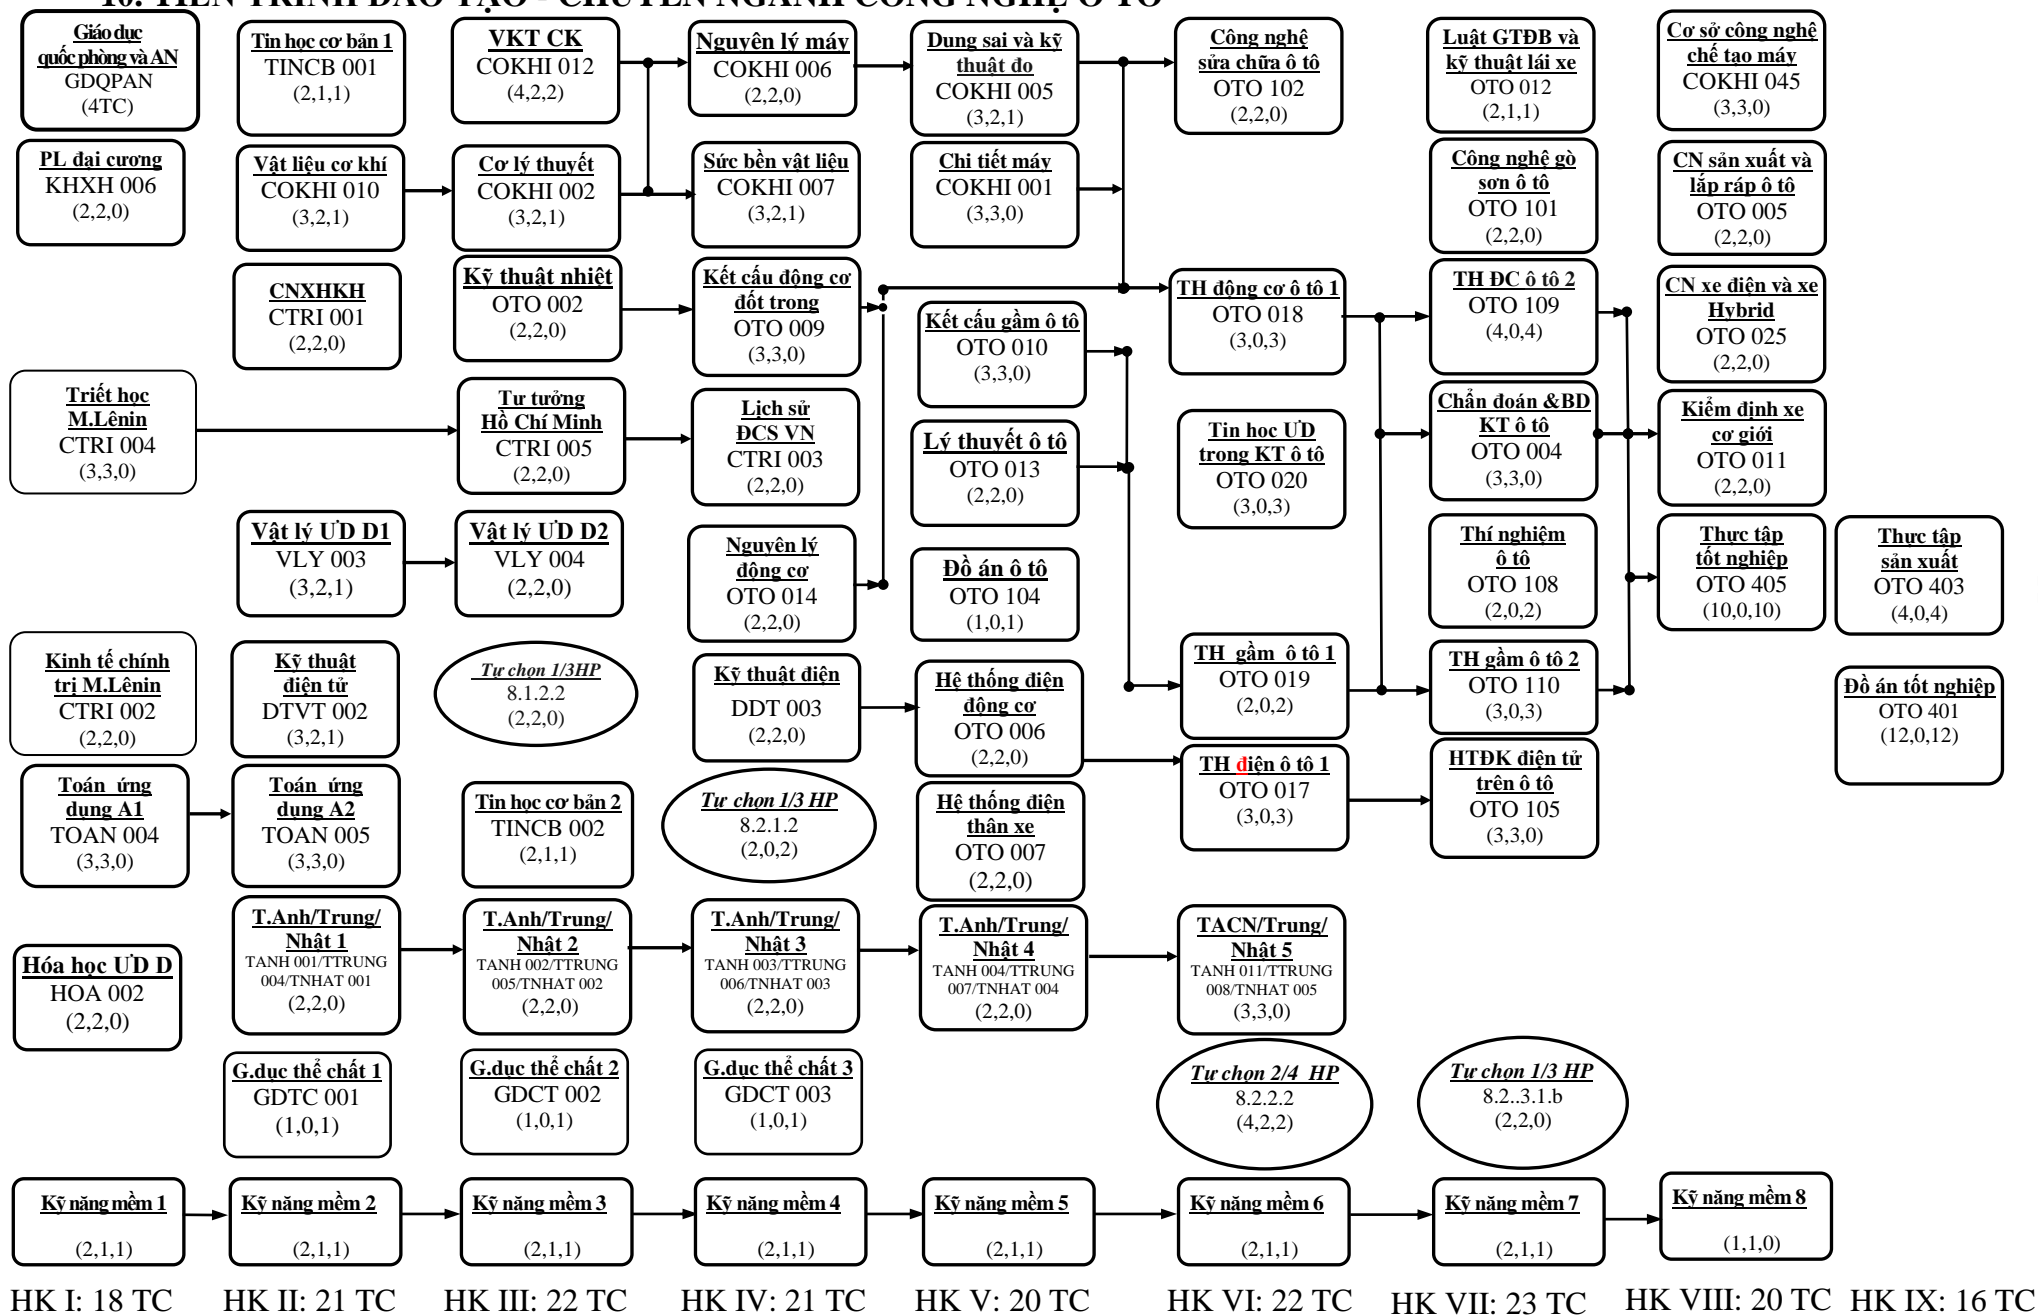 10. TIẾN TRÌNH ĐÀO TẠO - CHUYÊN NGÀNH CÔNG NGHỆ Ô TÔ
Giáo dục
quốc phòng và AN
GDQPAN
(4TC)
PL đại cương
KHXH 006
(2,2,0)
Triết học
M.Lênin
CTRI 004
(3,3,0)
Kinh tế chính
trị M.Lênin
CTRI 002
(2,2,0)
Toán ứng
dụng A1
TOAN 004
(3,3,0)
Hóa học ƯD D
HOA 002
(2,2,0)
Kỹ năng mềm 1
(2,1,1)
HK I: 18 TC
Tin học cơ bản 1
TINCB 001
(2,1,1)
Vật liệu cơ khí
COKHI 010
(3,2,1)
CNXHKH
CTRI 001
(2,2,0)
Vật lý ƯD D1
VLY 003
(3,2,1)
Kỹ thuật
điện tử
DTVT 002
(3,2,1)
Toán ứng
dụng A2
TOAN 005
(3,3,0)
T.Anh/Trung/
Nhật 1
TANH 001/TTRUNG
004/TNHAT 001
(2,2,0)
G.dục thể chất 1
GDTC 001
(1,0,1)
Kỹ năng mềm 2
(2,1,1)
HK II: 21 TC
VKT CK
COKHI 012
(4,2,2)
Cơ lý thuyết
COKHI 002
(3,2,1)
Kỹ thuật nhiệt
OTO 002
(2,2,0)
Tư tưởng
Hồ Chí Minh
CTRI 005
(2,2,0)
Vật lý ƯD D2
VLY 004
(2,2,0)
Tự chọn 1/3HP
8.1.2.2
(2,2,0)
Tin học cơ bản 2
TINCB 002
(2,1,1)
T.Anh/Trung/
Nhật 2
TANH 002/TTRUNG
005/TNHAT 002
(2,2,0)
G.dục thể chất 2
GDCT 002
(1,0,1)
Kỹ năng mềm 3
(2,1,1)
HK III: 22 TC
Nguyên lý máy
COKHI 006
(2,2,0)
Sức bền vật liệu
COKHI 007
(3,2,1)
Kết cấu động cơ
đốt trong
OTO 009
(3,3,0)
Lịch sử
ĐCS VN
CTRI 003
(2,2,0)
Nguyên lý
động cơ
OTO 014
(2,2,0)
Kỹ thuật điện
DDT 003
(2,2,0)
Tự chọn 1/3 HP
8.2.1.2
(2,0,2)
T.Anh/Trung/
Nhật 3
TANH 003/TTRUNG
006/TNHAT 003
(2,2,0)
G.dục thể chất 3
GDCT 003
(1,0,1)
Kỹ năng mềm 4
(2,1,1)
HK IV: 21 TC
Dung sai và kỹ
thuật đo
COKHI 005
(3,2,1)
Chi tiết máy
COKHI 001
(3,3,0)
Kết cấu gầm ô tô
OTO 010
(3,3,0)
Lý thuyết ô tô
OTO 013
(2,2,0)
Đồ án ô tô
OTO 104
(1,0,1)
Hệ thống điện
động cơ
OTO 006
(2,2,0)
Hệ thống điện
thân xe
OTO 007
(2,2,0)
T.Anh/Trung/
Nhật 4
TANH 004/TTRUNG
007/TNHAT 004
(2,2,0)
Kỹ năng mềm 5
(2,1,1)
HK V: 20 TC
Công nghệ
sửa chữa ô tô
OTO 102
(2,2,0)
TH động cơ ô tô 1
OTO 018
(3,0,3)
Tin học ƯD
trong KT ô tô
OTO 020
(3,0,3)
TH gầm ô tô 1
OTO 019
(2,0,2)
TH điện ô tô 1
OTO 017
(3,0,3)
TACN/Trung/
Nhật 5
TANH 011/TTRUNG
008/TNHAT 005
(3,3,0)
Tự chọn 2/4 HP
8.2.2.2
(4,2,2)
Kỹ năng mềm 6
(2,1,1)
HK VI: 22 TC
Luật GTĐB và
kỹ thuật lái xe
OTO 012
(2,1,1)
Công nghệ gò
sơn ô tô
OTO 101
(2,2,0)
TH ĐC ô tô 2
OTO 109
(4,0,4)
Chẩn đoán &BD
KT ô tô
OTO 004
(3,3,0)
Thí nghiệm
ô tô
OTO 108
(2,0,2)
TH gầm ô tô 2
OTO 110
(3,0,3)
HTĐK điện tử
trên ô tô
OTO 105
(3,3,0)
Tự chọn 1/3 HP
8.2..3.1.b
(2,2,0)
Kỹ năng mềm 7
(2,1,1)
HK VII: 23 TC
Cơ sở công nghệ
chế tạo máy
COKHI 045
(3,3,0)
CN sản xuất và
lắp ráp ô tô
OTO 005
(2,2,0)
CN xe điện và xe
Hybrid
OTO 025
(2,2,0)
Kiểm định xe
cơ giới
OTO 011
(2,2,0)
Thực tập
tốt nghiệp
OTO 405
(10,0,10)
Kỹ năng mềm 8
(1,1,0)
HK VIII: 20 TC
Thực tập
sản xuất
OTO 403
(4,0,4)
Đồ án tốt nghiệp
OTO 401
(12,0,12)
HK IX: 16 TC